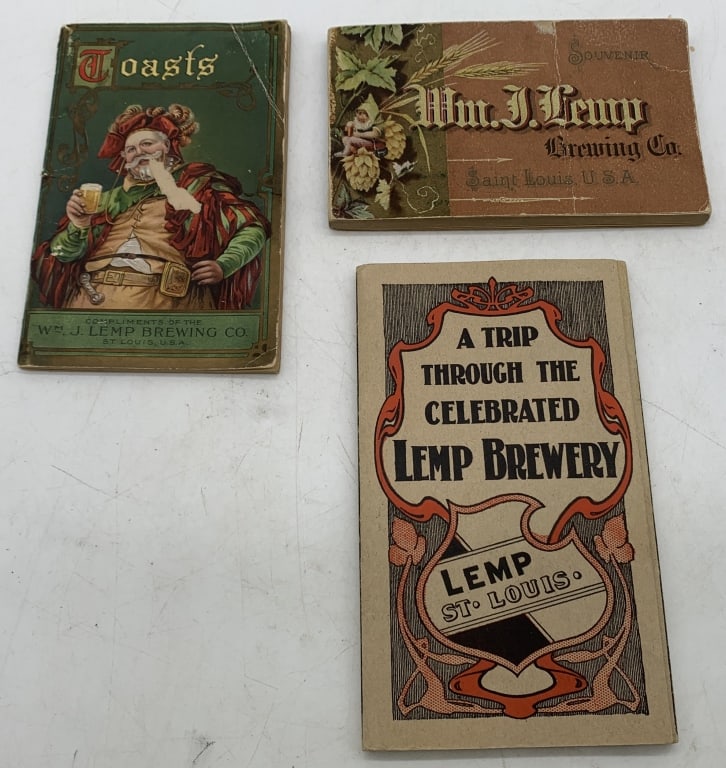 Toasts
COMPLIMENTS OF THE
WM. J. LEMP BREWING CO.
ST. LOUIS, U.S.A.
SOUVENIR
Wm. J. Lemp
Brewing Co.
Saint Louis, U.S.A.
A TRIP
THROUGH THE
CELEBRATED
LEMP BREWERY
LEMP
ST. LOUIS.